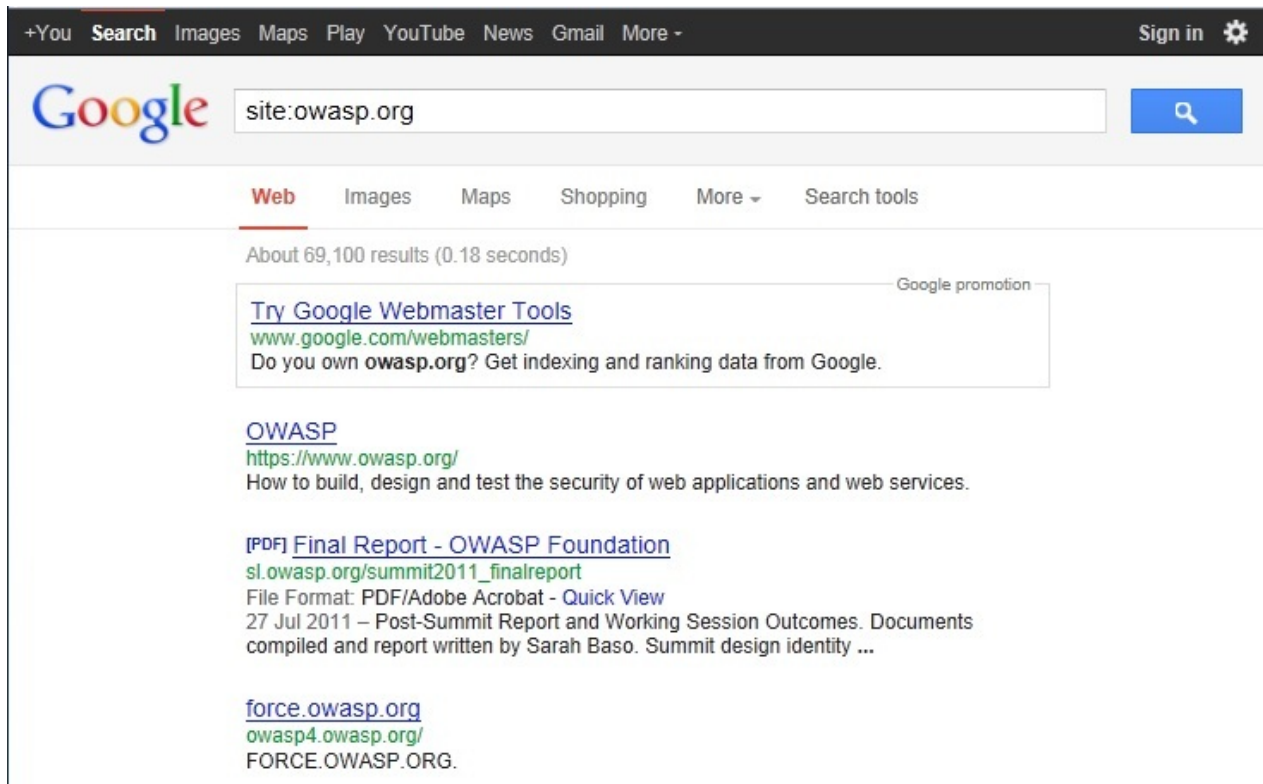 +You Search Images Maps Play YouTube News Gmail More Sign in
Google site:owasp.org
Web Images Maps Shopping More Search tools
About 69,100 results (0.18 seconds)
Google promotion
Try Google Webmaster Tools
www.google.com/webmasters/
Do you own owasp.org? Get indexing and ranking data from Google.
OWASP
https://www.owasp.org/
How to build, design and test the security of web applications and web services.
[PDF] Final Report - OWASP Foundation
sl.owasp.org/summit2011_finalreport
File Format: PDF/Adobe Acrobat - Quick View
27 Jul 2011 – Post-Summit Report and Working Session Outcomes. Documents
compiled and report written by Sarah Baso. Summit design identity ...
force.owasp.org
owasp4.owasp.org/
FORCE.OWASP.ORG.